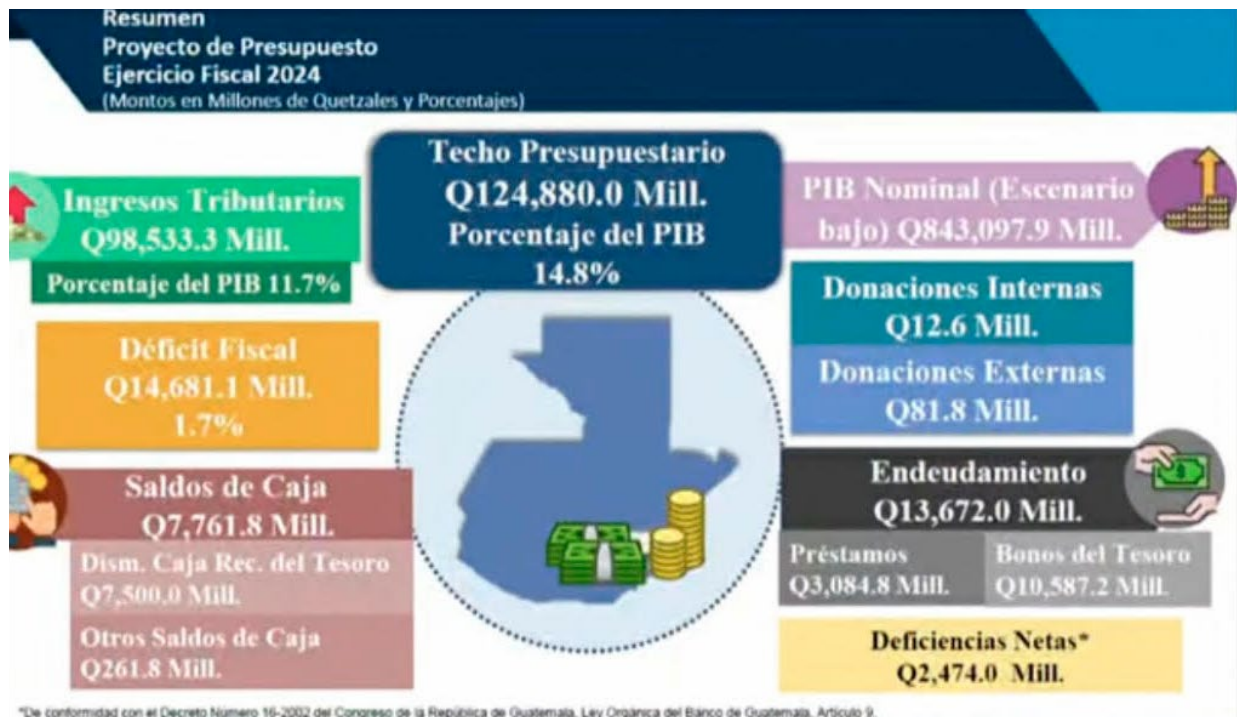 Resumen
Proyecto de Presupuesto
Ejercicio Fiscal 2024
(Montos en Millones de Quetzales y Porcentajes)
Techo Presupuestario
Q124,880.0 Mill.
Porcentaje del PIB
14.8%
Ingresos Tributarios
Q98,533.3 Mill.
Porcentaje del PIB 11.7%
Déficit Fiscal
Q14,681.1 Mill.
1.7%
Saldos de Caja
Q7,761.8 Mill.
Dism. Caja Rec. del Tesoro
Q7,500.0 Mill.
Otros Saldos de Caja
Q261.8 Mill.
PIB Nominal (Escenario
bajo) Q843,097.9 Mill.
Donaciones Internas
Q12.6 Mill.
Donaciones Externas
Q81.8 Mill.
Endeudamiento
Q13,672.0 Mill.
Préstamos
Q3,084.8 Mill.
Bonos del Tesoro
Q10,587.2 Mill.
Deficiencias Netas*
Q2,474.0 Mill.
*De conformidad con el Decreto Número 16-2002 del Congreso de la República de Guatemala, Ley Orgánica del Banco de Guatemala, Artículo 9.